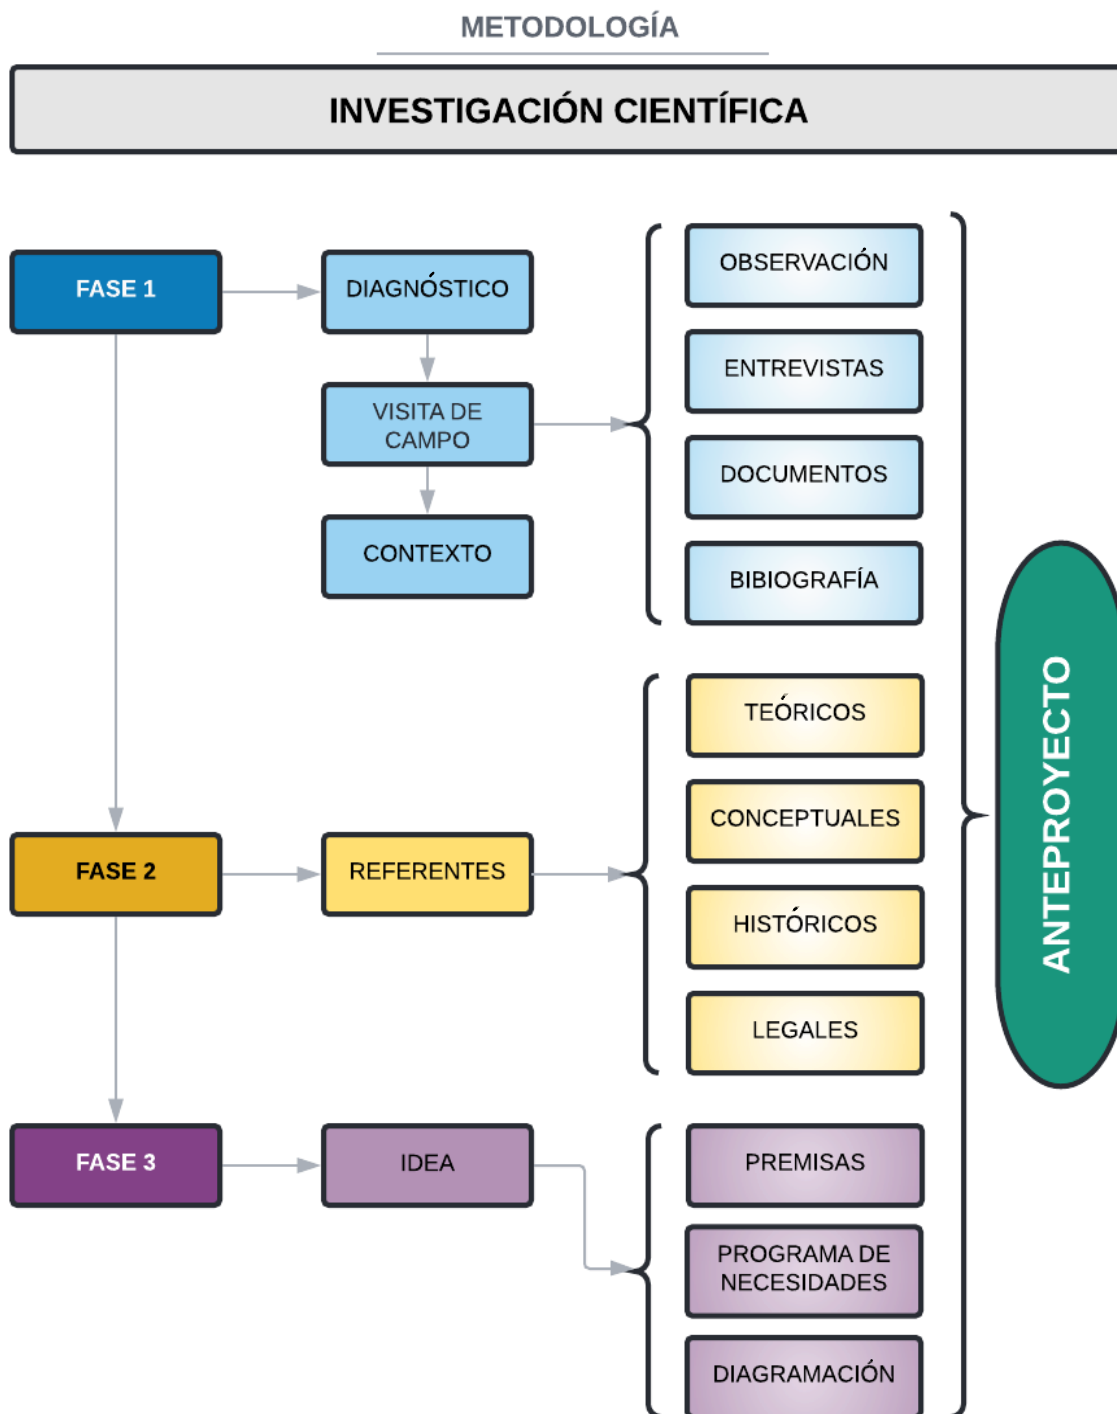 METODOLOGÍA
INVESTIGACIÓN CIENTÍFICA
FASE 1
DIAGNÓSTICO
VISITA DE
CAMPO
CONTEXTO
OBSERVACIÓN
ENTREVISTAS
DOCUMENTOS
BIBIOGRAFÍA
FASE 2
REFERENTES
TEÓRICOS
CONCEPTUALES
HISTÓRICOS
LEGALES
FASE 3
IDEA
PREMISAS
PROGRAMA DE
NECESIDADES
DIAGRAMACIÓN
ANTEPROYECTO